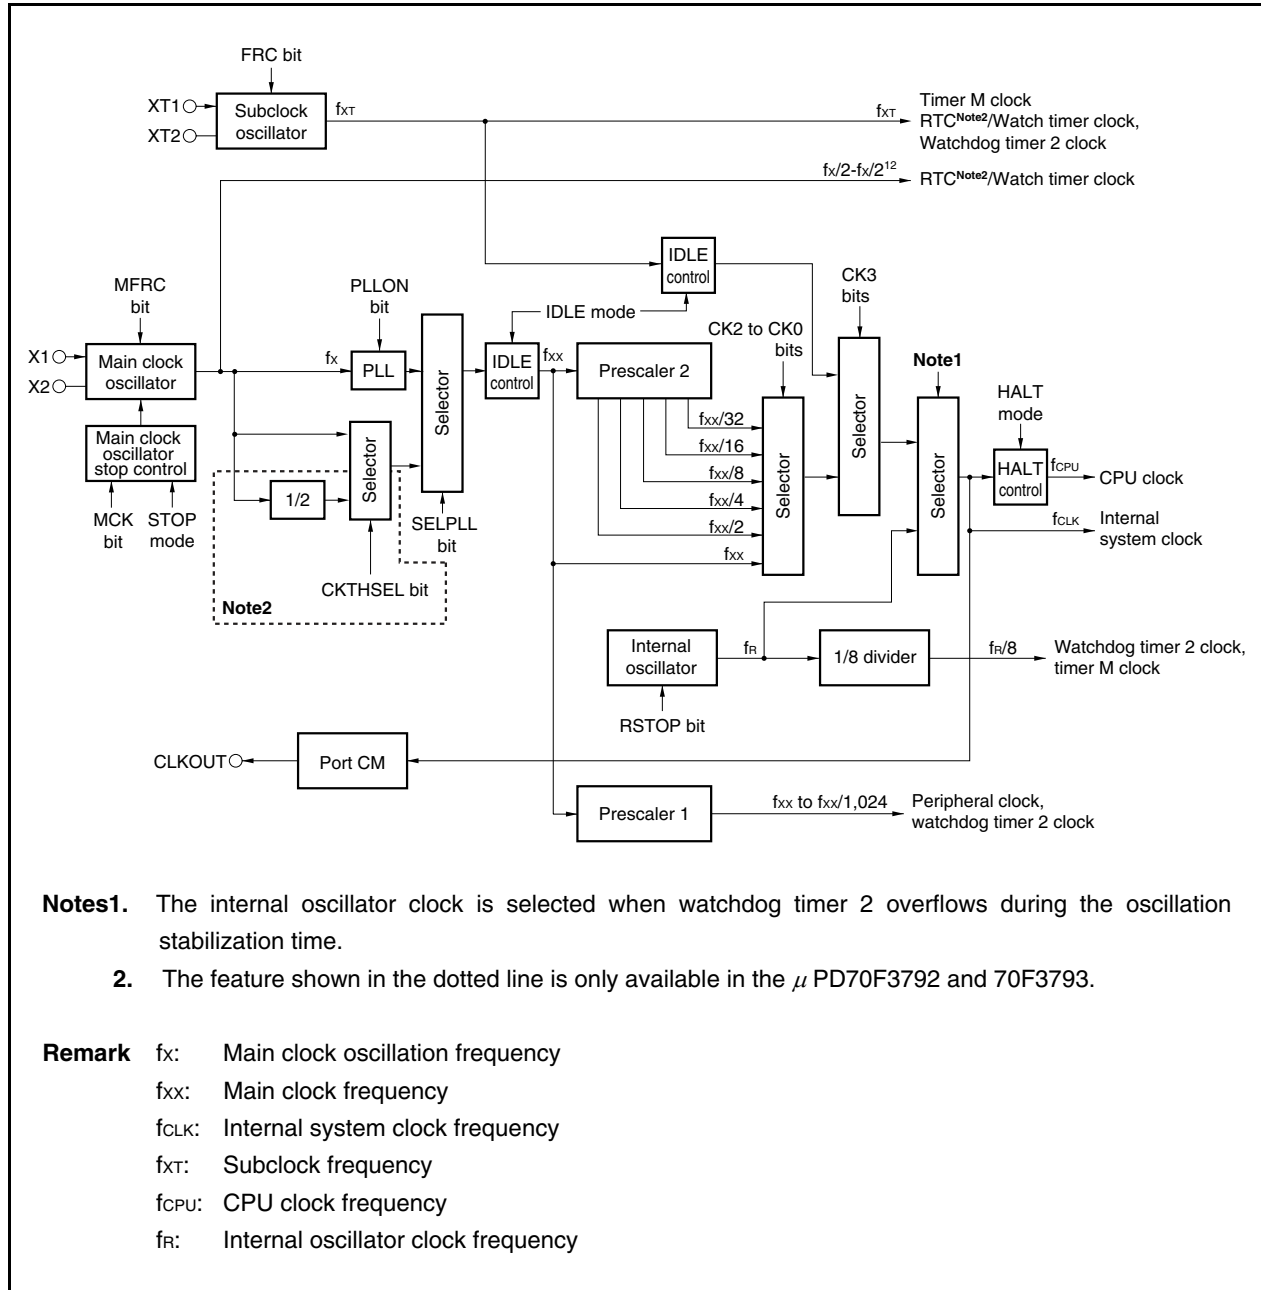 FRC bit
XT1
XT2
Subclock
oscillator
fXT
fXT
Timer M clock
RTCNote2/Watch timer clock,
Watchdog timer 2 clock
fX/2-fX/2¹²
RTCNote2/Watch timer clock
MFRC
bit
PLLON
bit
IDLE
control
IDLE mode
CK3
bits
CK2 to CK0
bits
X1
X2
Main clock
oscillator
fX
PLL
Selector
IDLE
control
fXX
Prescaler 2
Note1
HALT
mode
Main clock
oscillator
stop control
MCK
bit
STOP
mode
1/2
Selector
SELPLL
bit
CKTHSEL bit
Note2
fXX/32
fXX/16
fXX/8
fXX/4
fXX/2
fXX
Selector
Selector
Selector
HALT
control
fCPU
CPU clock
fCLK
Internal
system clock
Internal
oscillator
fR
1/8 divider
fR/8
Watchdog timer 2 clock,
timer M clock
RSTOP bit
CLKOUT
Port CM
Prescaler 1
fXX to fXX/1,024
Peripheral clock,
watchdog timer 2 clock
Notes1. The internal oscillator clock is selected when watchdog timer 2 overflows during the oscillation
stabilization time.
2. The feature shown in the dotted line is only available in the μ PD70F3792 and 70F3793.
Remark fX: Main clock oscillation frequency
fXX: Main clock frequency
fCLK: Internal system clock frequency
fXT: Subclock frequency
fCPU: CPU clock frequency
fR: Internal oscillator clock frequency